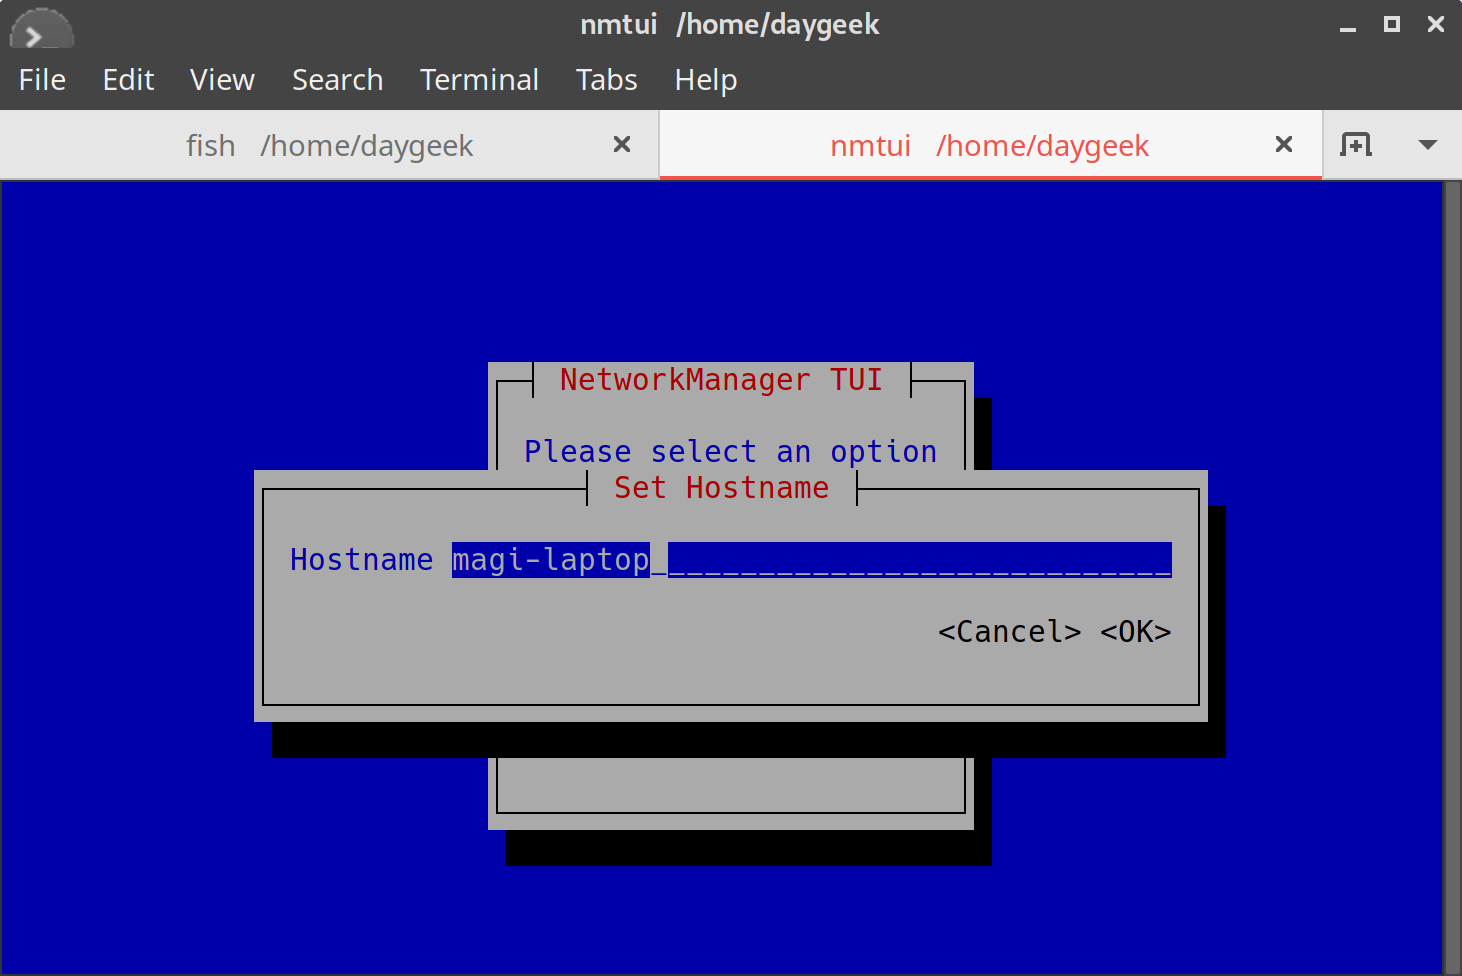 nmtui /home/daygeek
File Edit View Search Terminal Tabs Help
fish /home/daygeek nmtui /home/daygeek
NetworkManager TUI
Please select an option
Set Hostname
Hostname magi-laptop_____________________________
<Cancel> <OK>